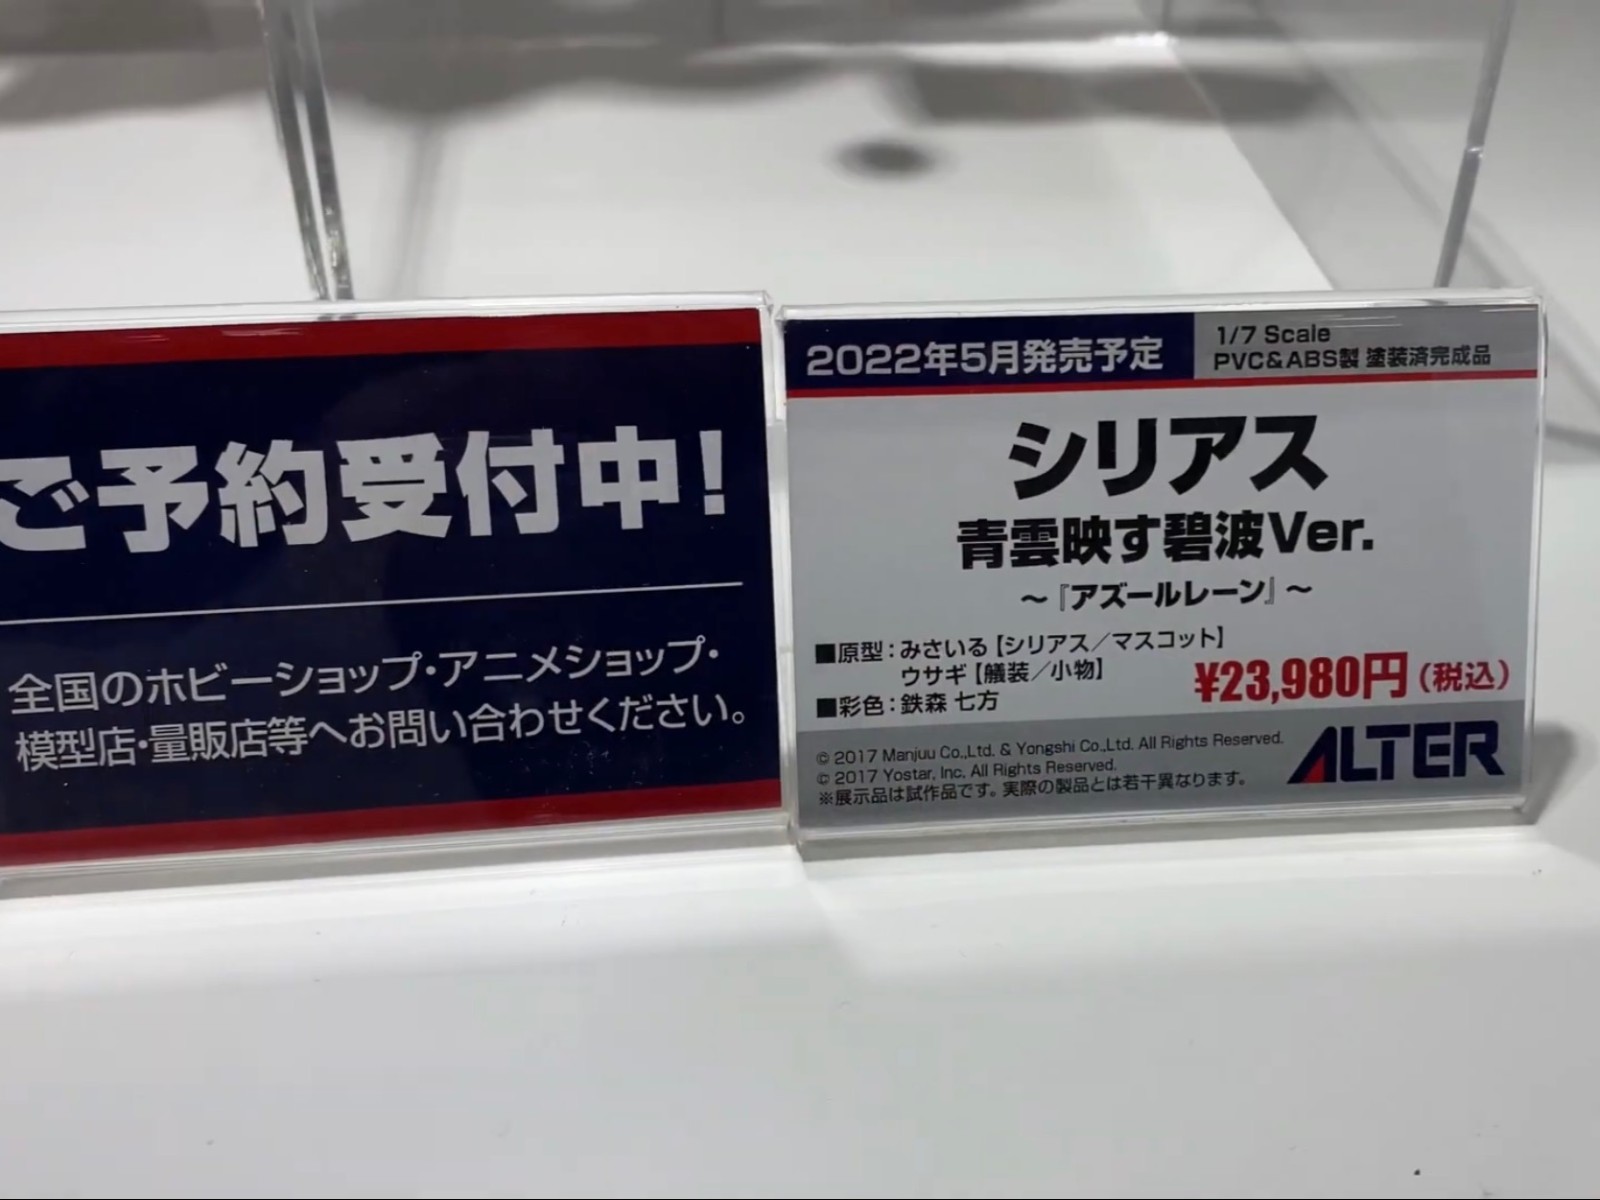 ご予約受付中!
全国のホビーショップ・アニメショップ・
模型店・量販店等へお問い合わせください。
2022年5月発売予定
1/7 Scale
PVC&ABS製 塗装済完成品
シリアス
青雲映す碧波Ver.
～『アズールレーン』～
■原型：みさいる【シリアス／マスコット】
ウサギ【艤装／小物】
■彩色：鉄森 七方
¥23,980円（税込）
© 2017 Manjuu Co.,Ltd. & Yongshi Co.,Ltd. All Rights Reserved.
© 2017 Yostar, Inc. All Rights Reserved.
※展示品は試作品です。実際の製品とは若干異なります。
ALTER